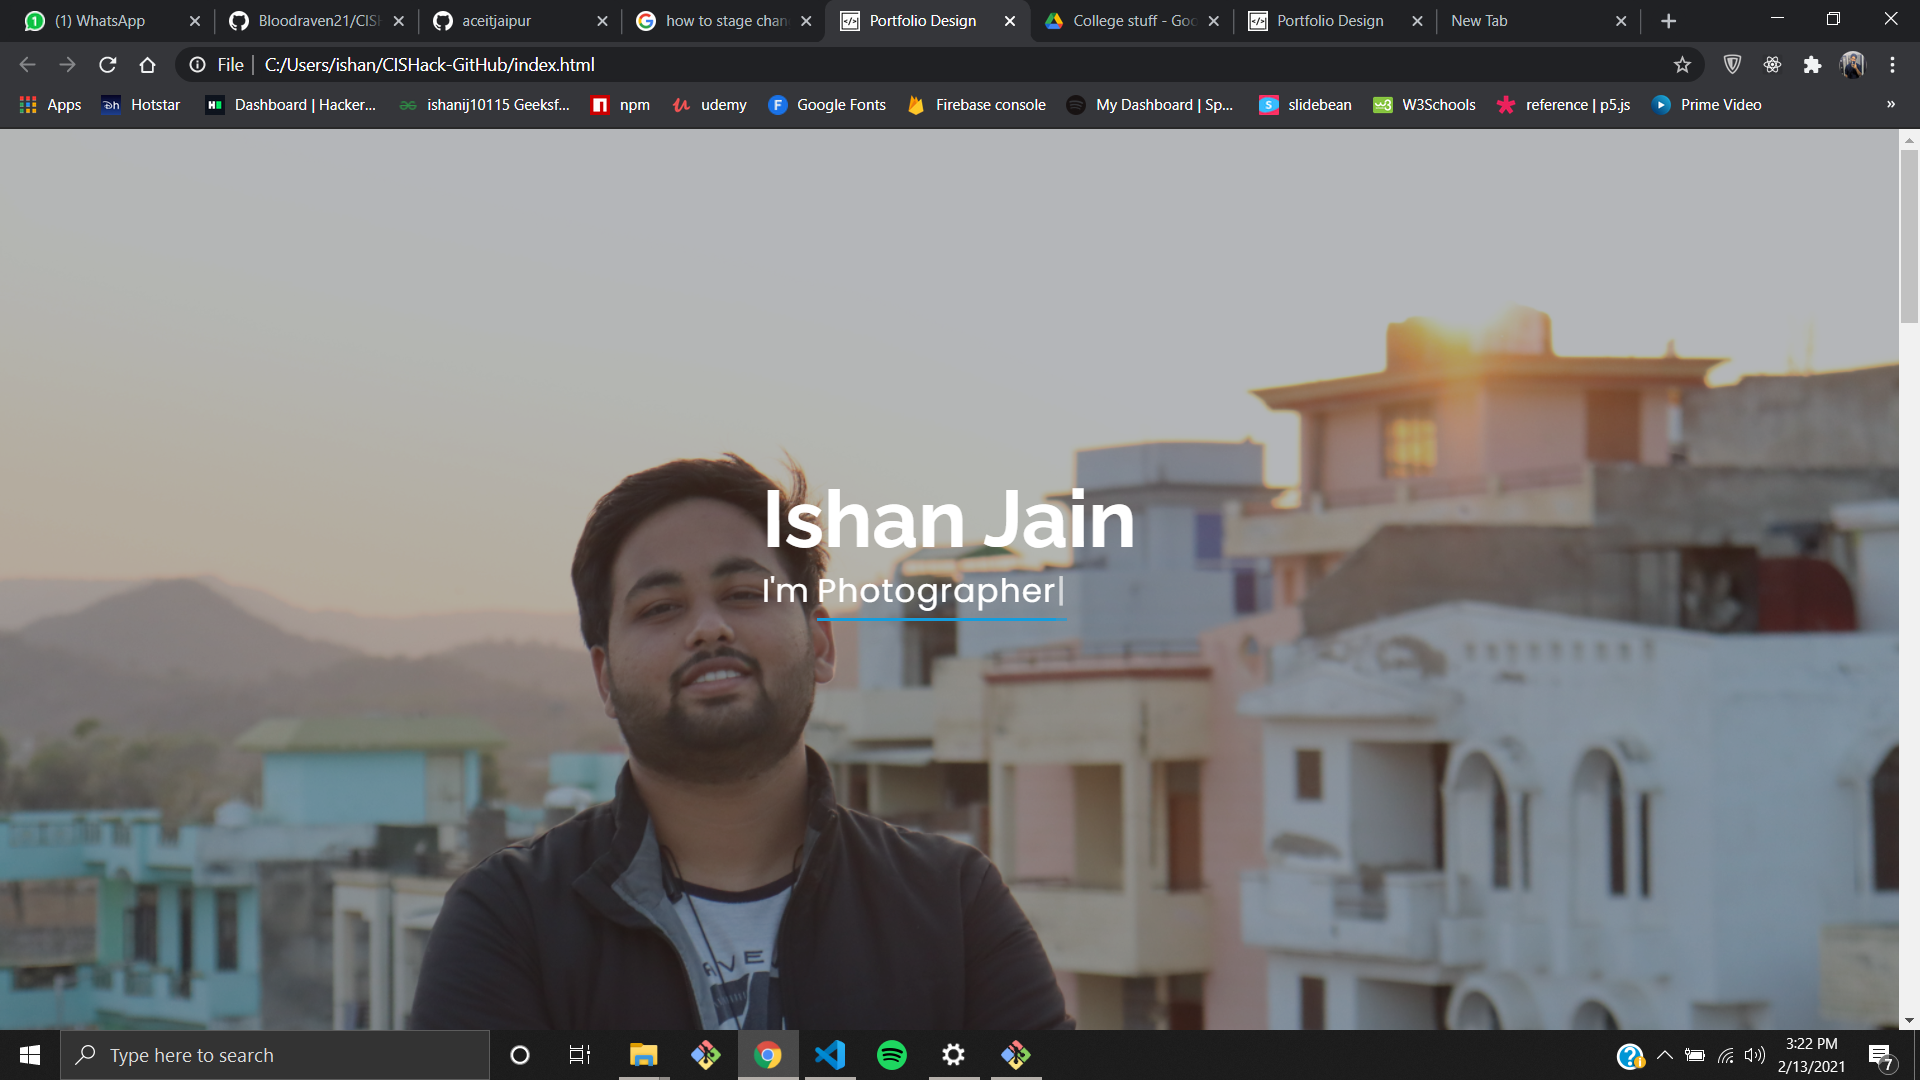 (1) WhatsApp
Bloodraven21/CISH
aceitjaipur
how to stage chan
Portfolio Design
College stuff - Goo
Portfolio Design
New Tab
File
C:/Users/ishan/CISHack-GitHub/index.html
Apps
Hotstar
Dashboard | Hacker...
ishanij10115 Geeksf...
npm
udemy
Google Fonts
Firebase console
My Dashboard | Sp...
slidebean
W3Schools
reference | p5.js
Prime Video
»
Ishan Jain
I'm Photographer|
Type here to search
3:22 PM
2/13/2021
7